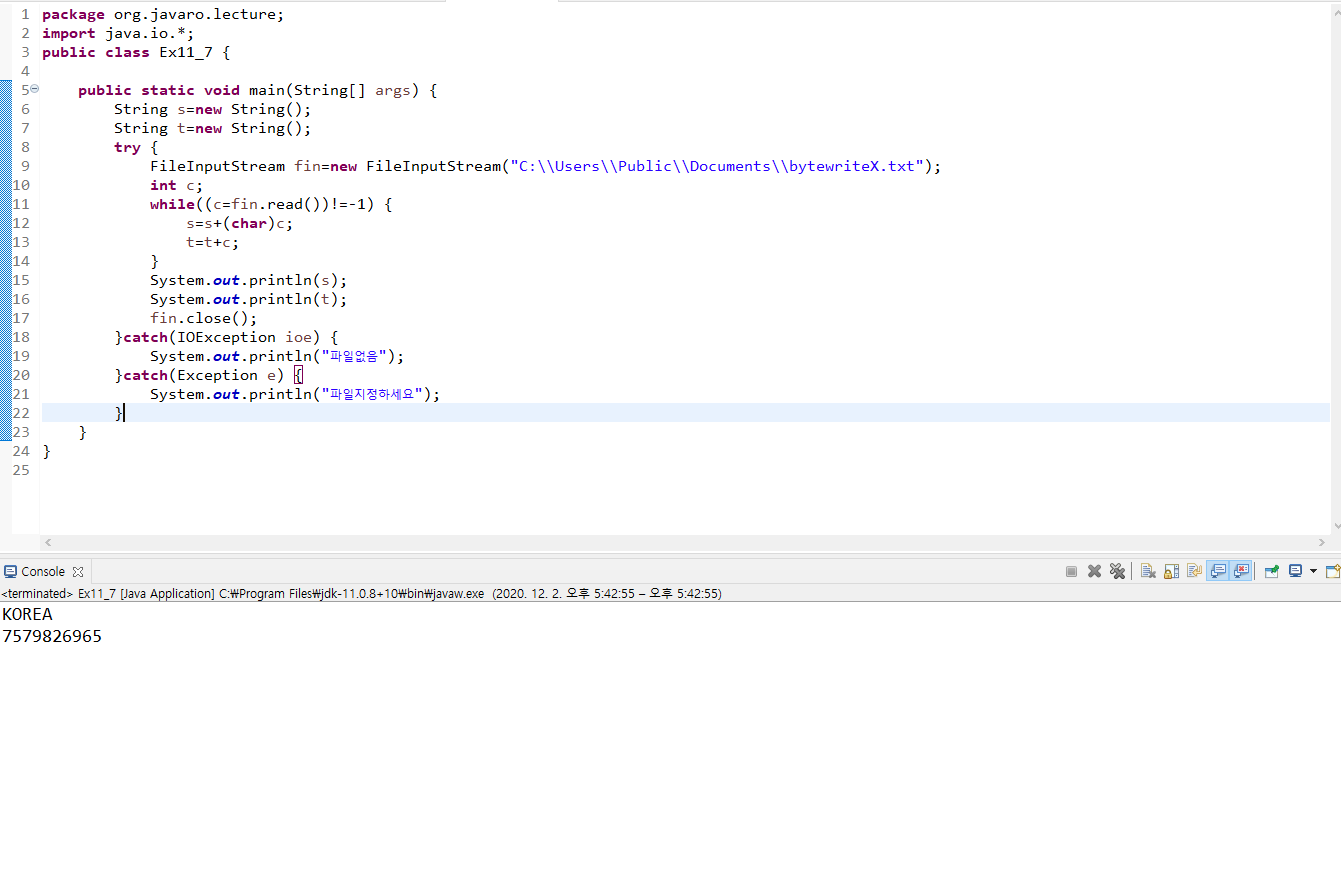 1 package org.javaro.lecture;
2 import java.io.*;
3 public class Ex11_7 {
4
5 public static void main(String[] args) {
6 String s=new String();
7 String t=new String();
8 try {
9 FileInputStream fin=new FileInputStream("C:\\Users\\Public\\Documents\\bytewriteX.txt");
10 int c;
11 while((c=fin.read())!=-1) {
12 s=s+(char)c;
13 t=t+c;
14 }
15 System.out.println(s);
16 System.out.println(t);
17 fin.close();
18 }catch(IOException ioe) {
19 System.out.println("파일없음");
20 }catch(Exception e) {
21 System.out.println("파일지정하세요");
22 }
23 }
24 }
25
Console
<terminated> Ex11_7 [Java Application] C:₩Program Files₩jdk-11.0.8+10₩bin₩javaw.exe (2020. 12. 2. 오후 5:42:55 – 오후 5:42:55)
KOREA
7579826965